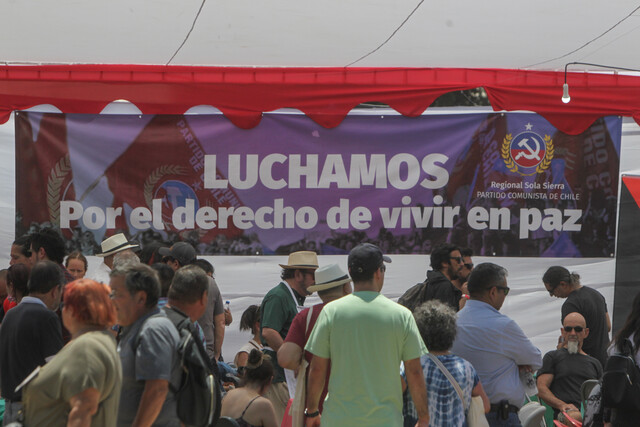 LUCHAMOS
Por el derecho de vivir en paz
Regional Sola Sierra
PARTIDO COMUNISTA DE CHILE